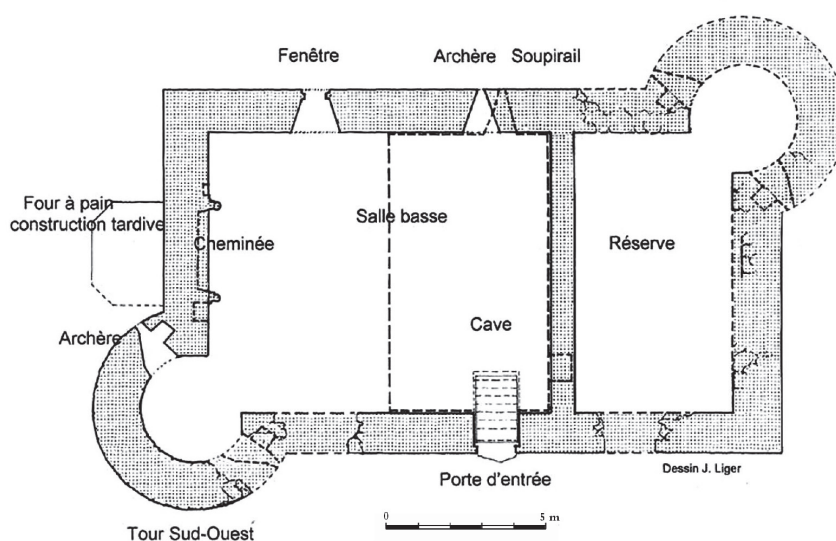 Fenêtre
Archère
Soupirail
Four à pain
construction tardive
Cheminée
Salle basse
Réserve
Archère
Cave
Porte d'entrée
Dessin J. Liger
Tour Sud-Ouest
0
5 m